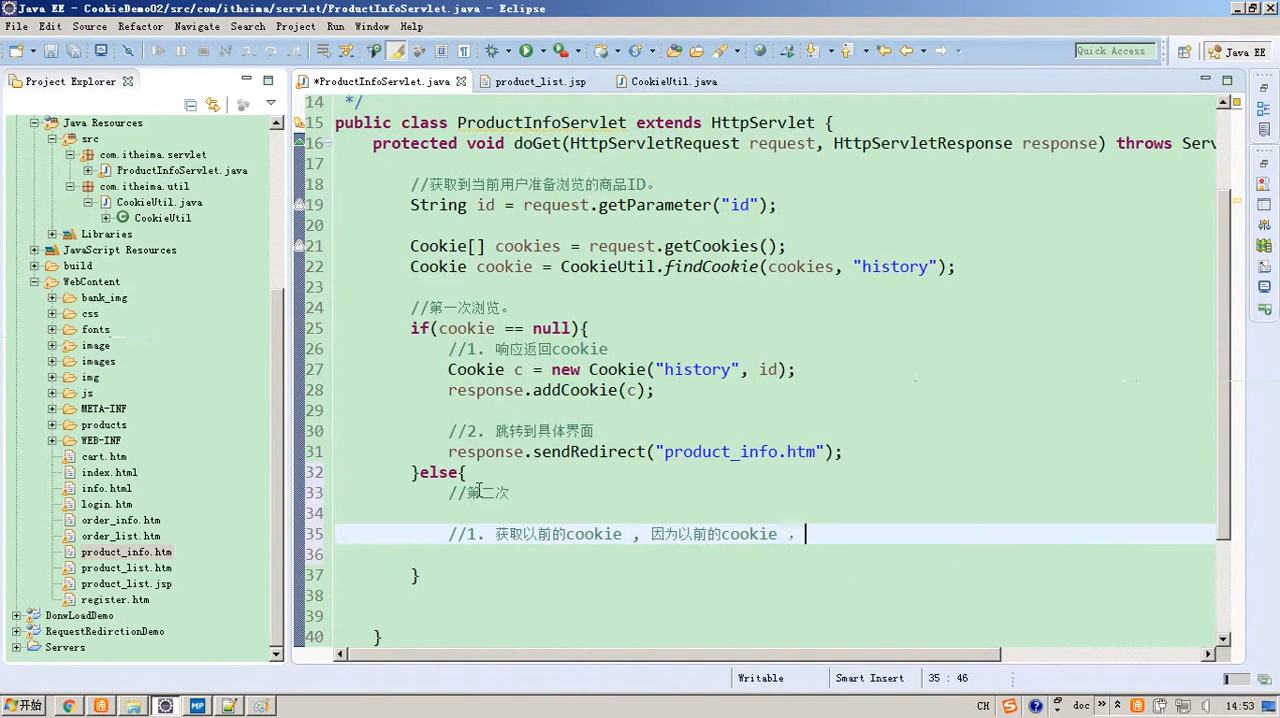 Java EE - CookieDemo02/src/com/itheima/servlet/ProductInfoServlet.java - Eclipse
File Edit Source Refactor Navigate Search Project Run Window Help
Quick Access
Java EE
Project Explorer
*ProductInfoServlet.java
product_list.jsp
CookieUtil.java
Java Resources
src
com.itheima.servlet
ProductInfoServlet.java
com.itheima.util
CookieUtil.java
CookieUtil
Libraries
JavaScript Resources
build
WebContent
bank_img
css
fonts
image
images
img
js
META-INF
products
WEB-INF
cart.htm
index.html
info.html
login.htm
order_info.htm
order_list.htm
product_info.htm
product_list.htm
product_list.jsp
register.htm
DonwLoadDemo
RequestRedirctionDemo
Servers
14 */
15 public class ProductInfoServlet extends HttpServlet {
16 protected void doGet(HttpServletRequest request, HttpServletResponse response) throws Serv
17
18 //获取到当前用户准备浏览的商品ID。
19 String id = request.getParameter("id");
20
21 Cookie[] cookies = request.getCookies();
22 Cookie cookie = CookieUtil.findCookie(cookies, "history");
23
24 //第一次浏览。
25 if(cookie == null){
26 //1. 响应返回cookie
27 Cookie c = new Cookie("history", id);
28 response.addCookie(c);
29
30 //2. 跳转到具体界面
31 response.sendRedirect("product_info.htm");
32 }else{
33 //第二次
34
35 //1. 获取以前的cookie , 因为以前的cookie ，
36
37 }
38
39
40 }
Writable
Smart Insert
35 : 46
开始
CH
doc
14:53